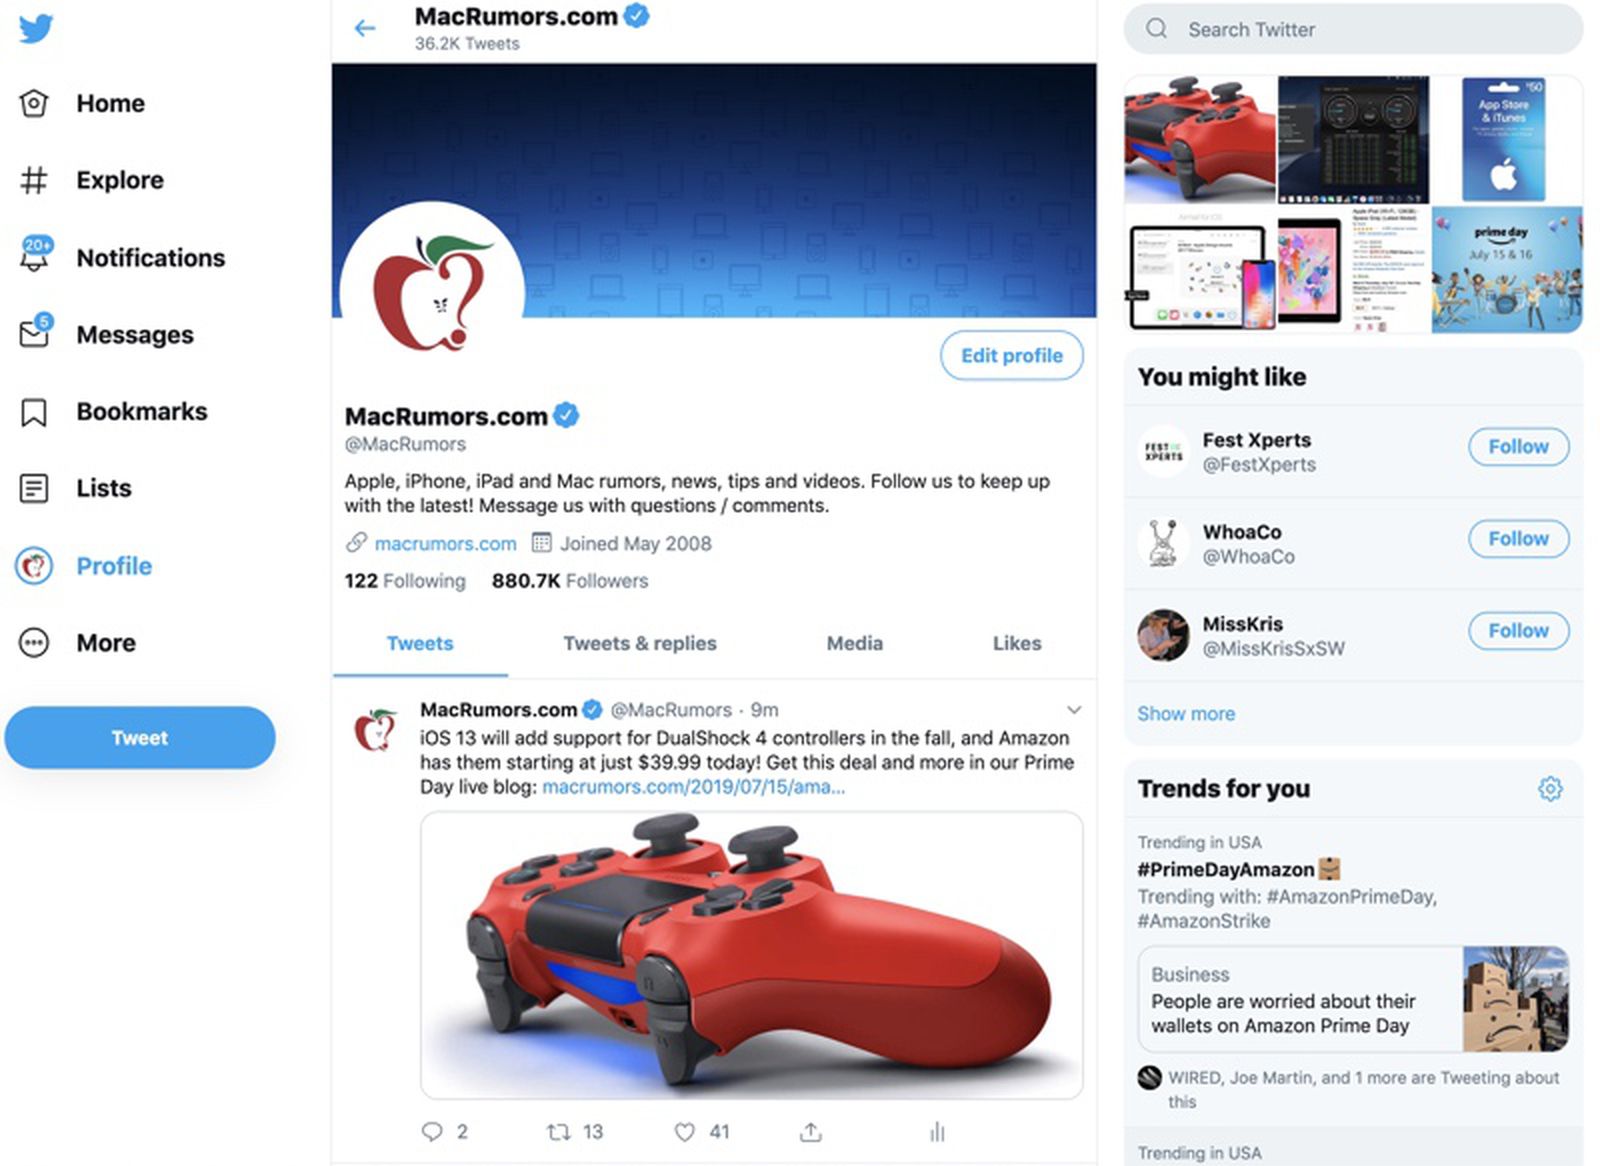 Home
Explore
20+
Notifications
5
Messages
Bookmarks
Lists
Profile
More
Tweet
MacRumors.com
36.2K Tweets
Edit profile
MacRumors.com
@MacRumors
Apple, iPhone, iPad and Mac rumors, news, tips and videos. Follow us to keep up
with the latest! Message us with questions / comments.
macrumors.com Joined May 2008
122 Following 880.7K Followers
Tweets Tweets & replies Media Likes
MacRumors.com @MacRumors · 9m
iOS 13 will add support for DualShock 4 controllers in the fall, and Amazon
has them starting at just $39.99 today! Get this deal and more in our Prime
Day live blog: macrumors.com/2019/07/15/ama...
2 13 41
Search Twitter
$50
App Store
& iTunes
prime day
July 15 & 16
You might like
FEST
XPERTS
Fest Xperts
@FestXperts
Follow
WhoaCo
@WhoaCo
Follow
MissKris
@MissKrisSxSW
Follow
Show more
Trends for you
Trending in USA
#PrimeDayAmazon
Trending with: #AmazonPrimeDay,
#AmazonStrike
Business
People are worried about their
wallets on Amazon Prime Day
WIRED, Joe Martin, and 1 more are Tweeting about
this
Trending in USA